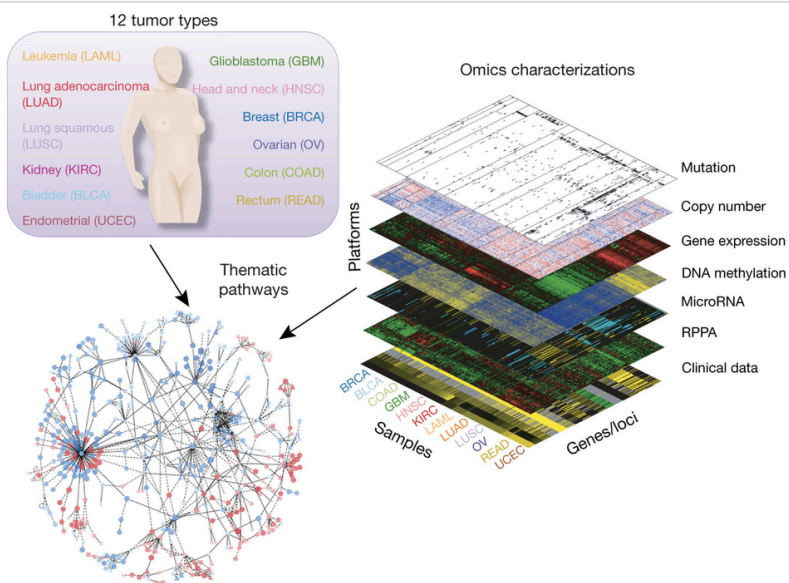 12 tumor types
Leukemia (LAML)
Lung adenocarcinoma
(LUAD)
Lung squamous
(LUSC)
Kidney (KIRC)
Bladder (BLCA)
Endometrial (UCEC)
Glioblastoma (GBM)
Head and neck (HNSC)
Breast (BRCA)
Ovarian (OV)
Colon (COAD)
Rectum (READ)
Thematic
pathways
Omics characterizations
Platforms
Mutation
Copy number
Gene expression
DNA methylation
MicroRNA
RPPA
Clinical data
BRCA
BLCA
COAD
GBM
HNSC
KIRC
LAML
LUAD
LUSC
OV
READ
UCEC
Samples
Genes/loci